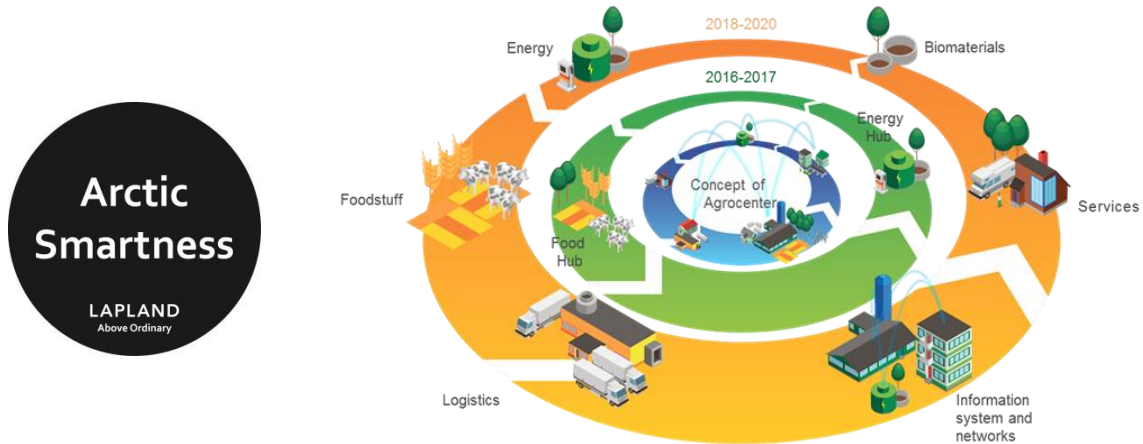 Arctic
Smartness
LAPLAND
Above Ordinary
2018-2020
Energy
Biomaterials
2016-2017
Energy
Hub
Concept of
Agrocenter
Foodstuff
Services
Food
Hub
Logistics
Information
system and
networks